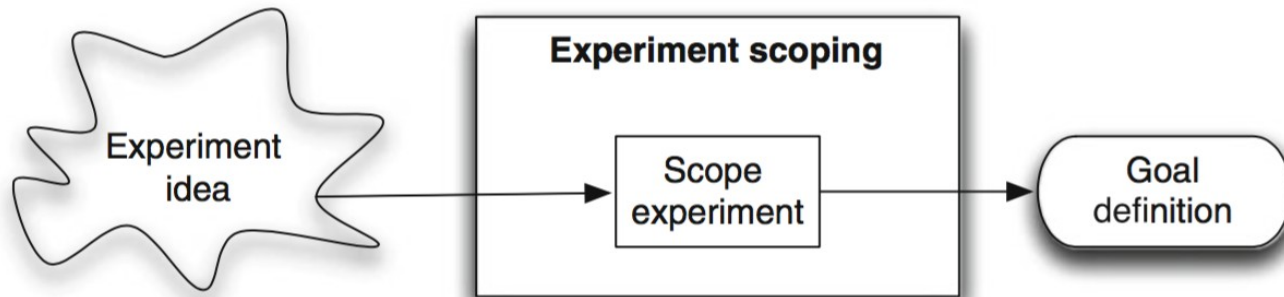 Experiment
idea
Experiment scoping
Scope
experiment
Goal
definition